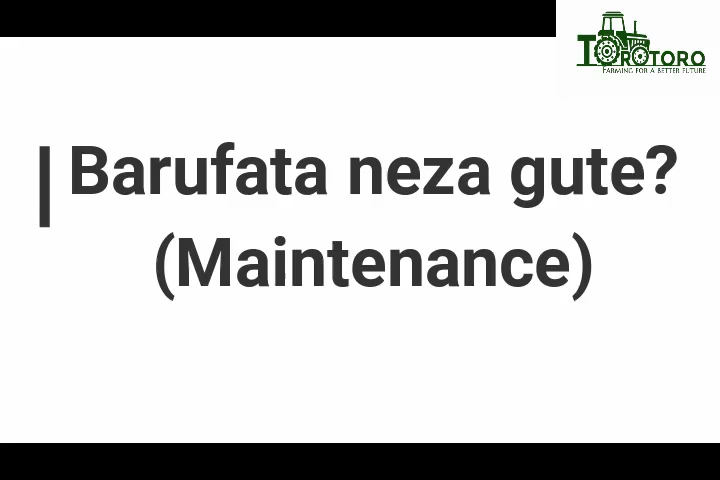 TOROTORO
FARMING FOR A BETTER FUTURE
Barufata neza gute?
(Maintenance)